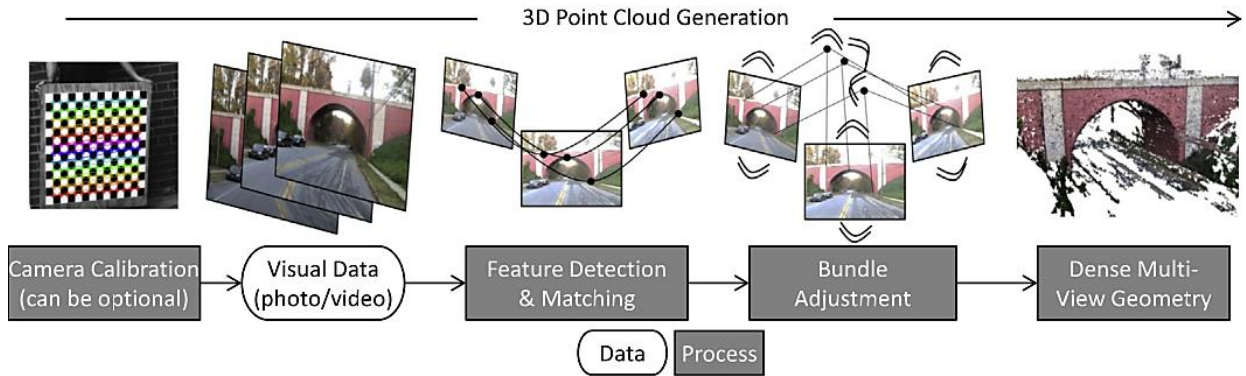 3D Point Cloud Generation
Camera Calibration
(can be optional)
Visual Data
(photo/video)
Feature Detection
& Matching
Bundle
Adjustment
Dense Multi-
View Geometry
Data
Process